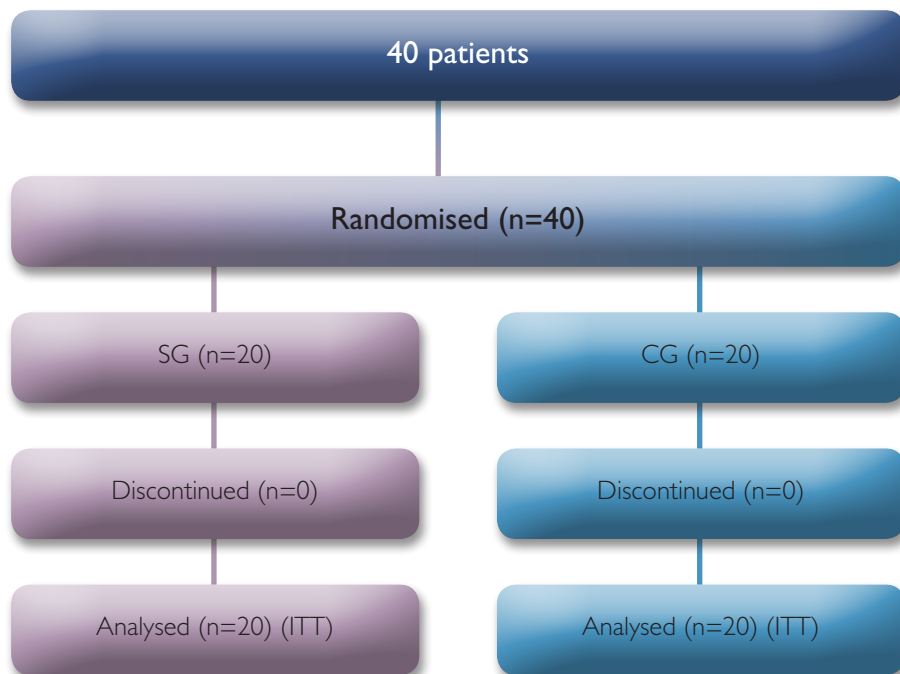 40 patients
Randomised (n=40)
SG (n=20)
CG (n=20)
Discontinued (n=0)
Discontinued (n=0)
Analysed (n=20) (ITT)
Analysed (n=20) (ITT)